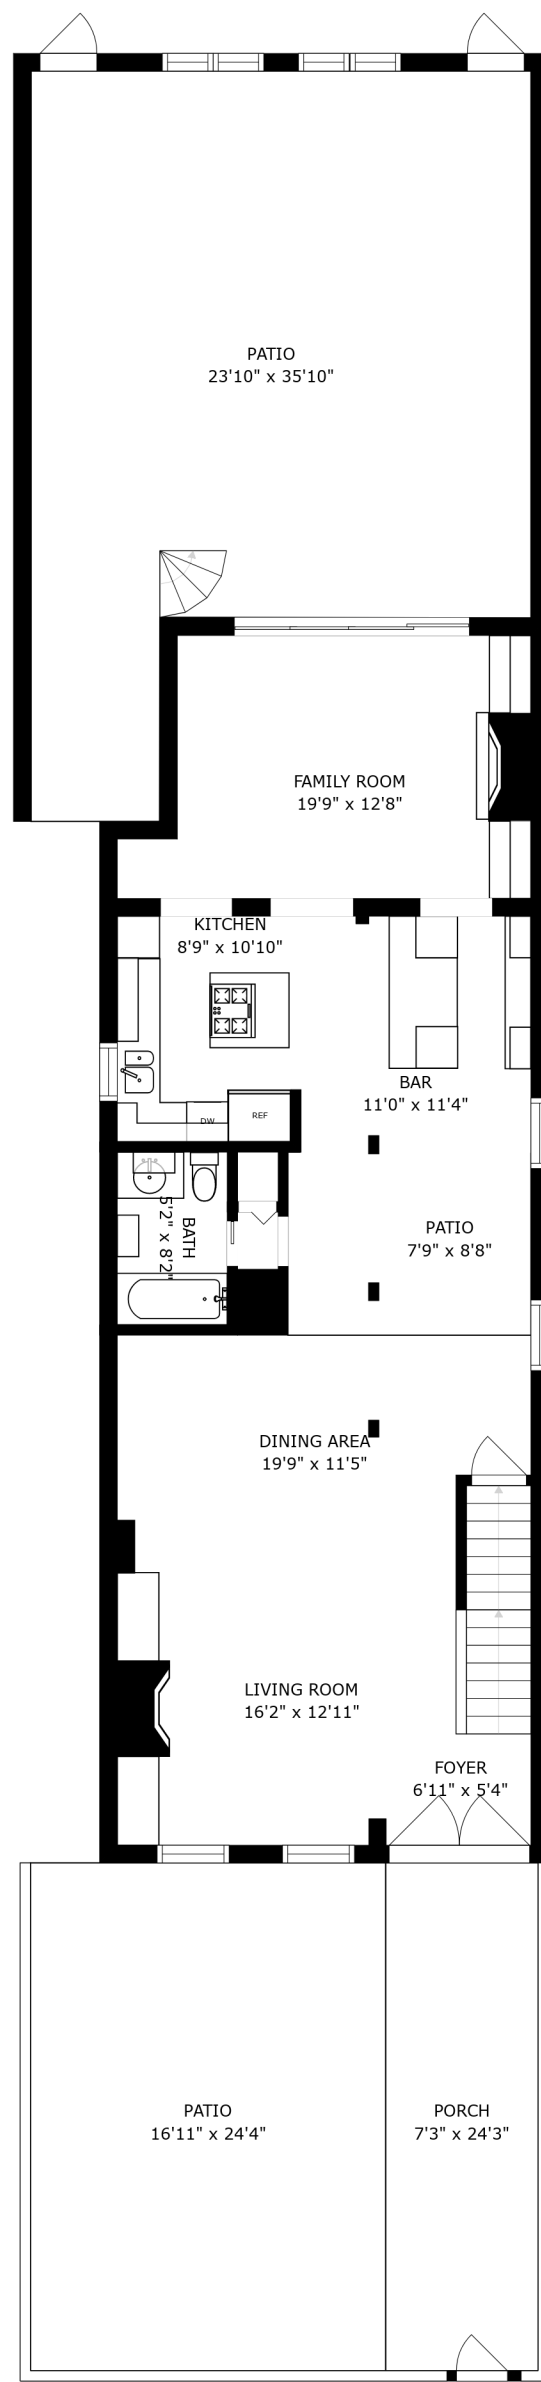 PATIO
23'10" x 35'10"
FAMILY ROOM
19'9" x 12'8"
KITCHEN
8'9" x 10'10"
BAR
11'0" x 11'4"
DW
REF
BATH
5'2" x 8'2"
PATIO
7'9" x 8'8"
DINING AREA
19'9" x 11'5"
LIVING ROOM
16'2" x 12'11"
FOYER
6'11" x 5'4"
PATIO
16'11" x 24'4"
PORCH
7'3" x 24'3"